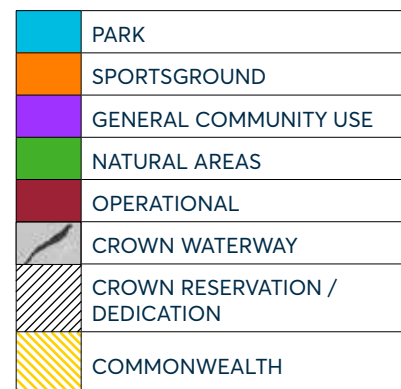 PARK
SPORTSGROUND
GENERAL COMMUNITY USE
NATURAL AREAS
OPERATIONAL
CROWN WATERWAY
CROWN RESERVATION /
DEDICATION
COMMONWEALTH